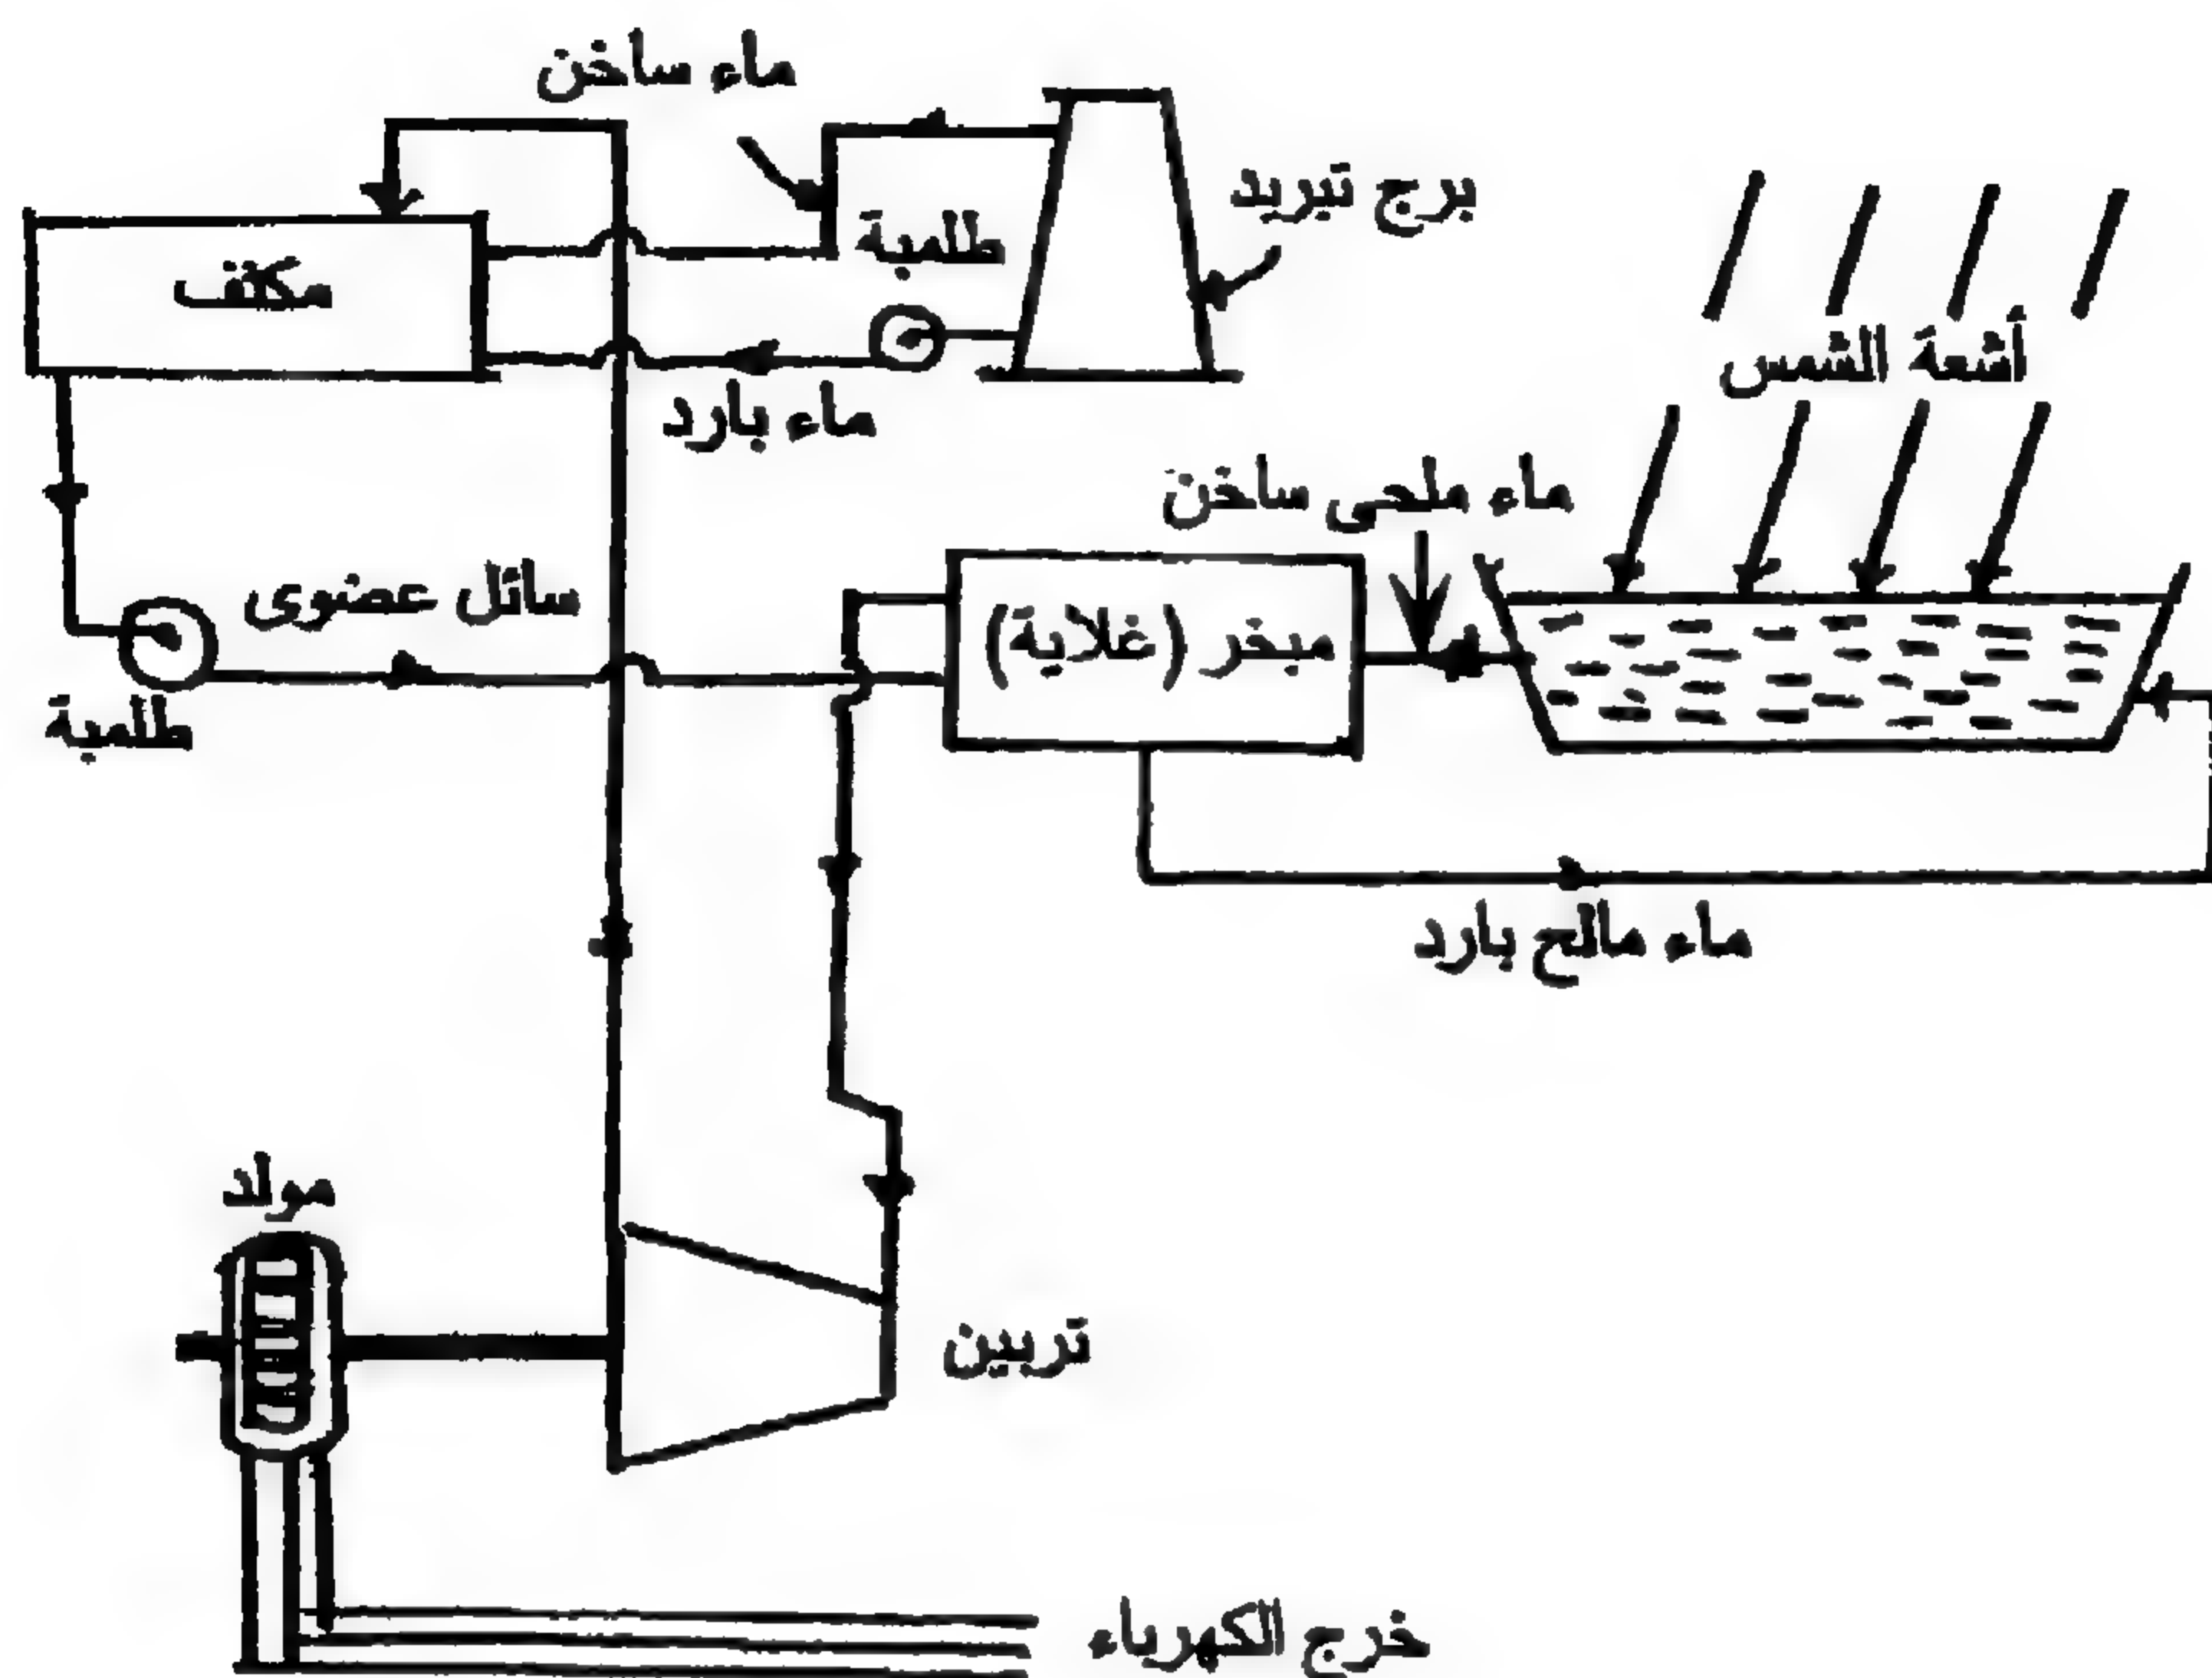 ماء ساخن
برج تبريد
طلمبة
مكثف
أشعة الشمس
ماء بارد
ماء ملحى ساخن
سائل عضوى
مبخر (غلاية)
طلمبة
ماء مالح بارد
مولد
تربين
خرج الكهرباء